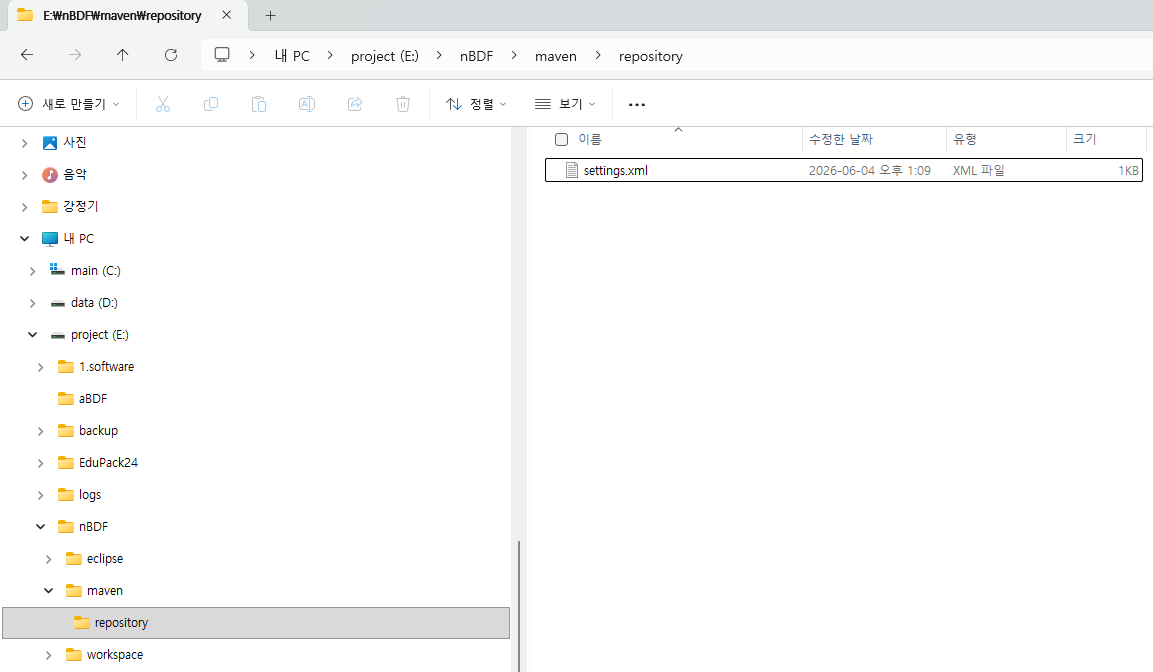 E:\nBDF\maven\repository
내 PC project (E:) nBDF maven repository
새로 만들기 정렬 보기
이름 수정한 날짜 유형 크기
settings.xml 2026-06-04 오후 1:09 XML 파일 1KB
사진
음악
강정기
내 PC
main (C:)
data (D:)
project (E:)
1.software
aBDF
backup
EduPack24
logs
nBDF
eclipse
maven
repository
workspace